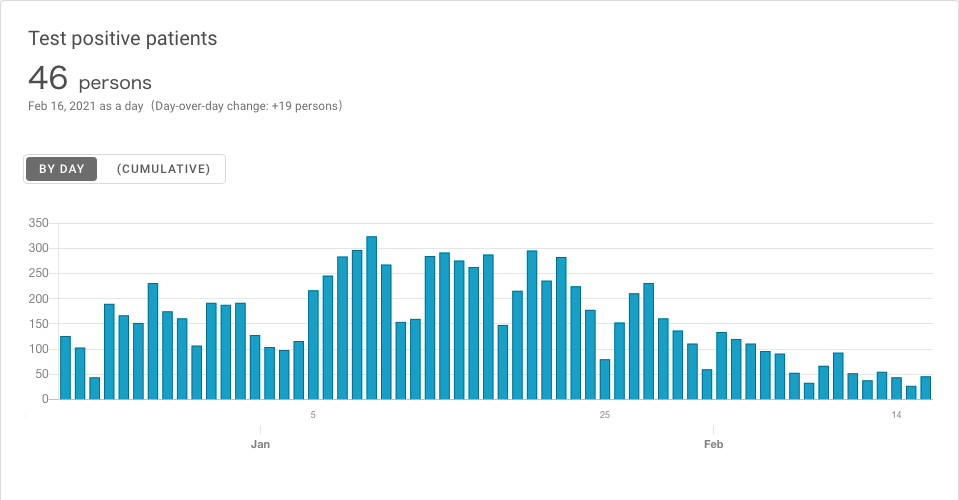 Test positive patients
46 persons
Feb 16, 2021 as a day（Day-over-day change: +19 persons）
BY DAY (CUMULATIVE)
350
300
250
200
150
100
50
0
5 25 14
Jan Feb